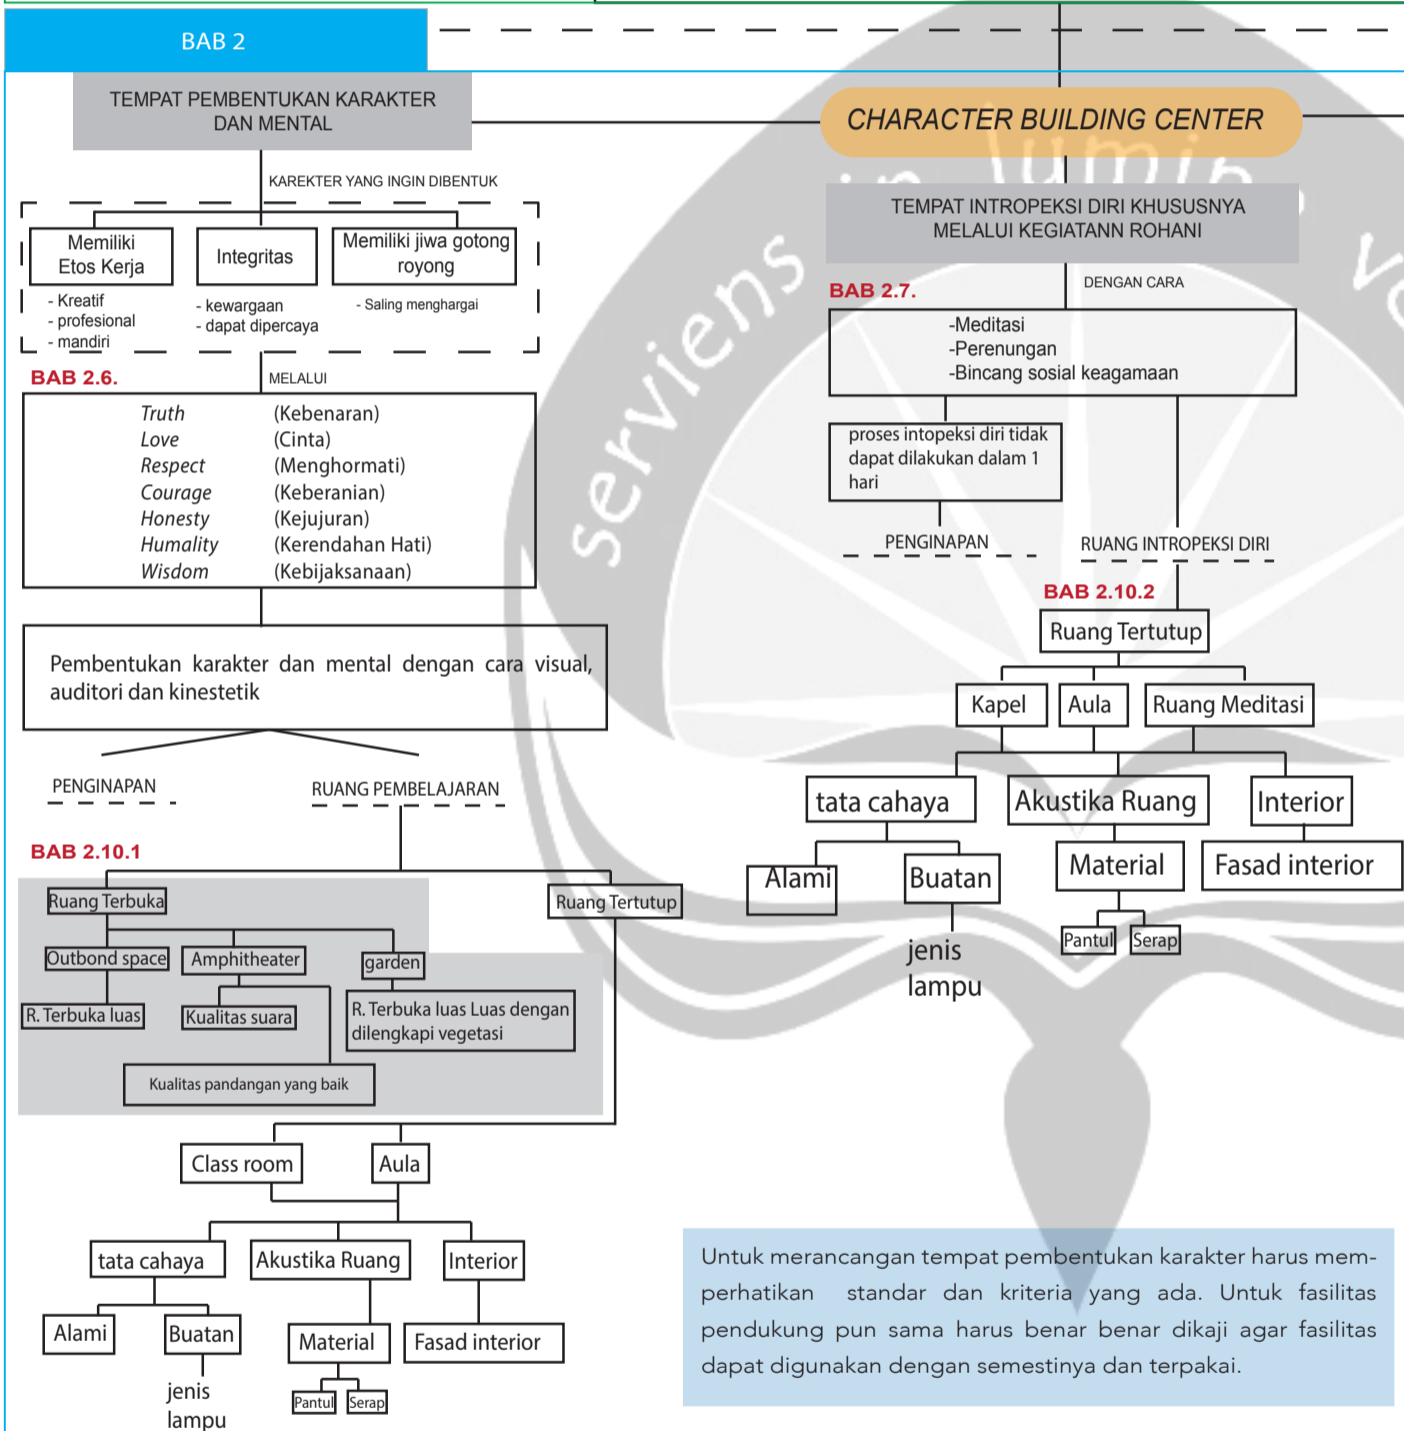 BAB 2
TEMPAT PEMBENTUKAN KARAKTER
DAN MENTAL
KAREKTER YANG INGIN DIBENTUK
Memiliki
Etos Kerja
Integritas
Memiliki jiwa gotong
royong
- Kreatif
- profesional
- mandiri
- kewargaan
- dapat dipercaya
- Saling menghargai
BAB 2.6.
MELALUI
Truth (Kebenaran)
Love (Cinta)
Respect (Menghormati)
Courage (Keberanian)
Honesty (Kejujuran)
Humality (Kerendahan Hati)
Wisdom (Kebijaksanaan)
Pembentukan karakter dan mental dengan cara visual,
auditori dan kinestetik
PENGINAPAN
RUANG PEMBELAJARAN
BAB 2.10.1
Ruang Terbuka
Ruang Tertutup
Outbond space
Amphitheater
garden
R. Terbuka luas
Kualitas suara
R. Terbuka luas Luas dengan
dilengkapi vegetasi
Kualitas pandangan yang baik
Class room
Aula
tata cahaya
Akustika Ruang
Interior
Alami
Buatan
Material
Fasad interior
jenis
lampu
Pantul
Serap
CHARACTER BUILDING CENTER
TEMPAT INTROPEKSI DIRI KHUSUSNYA
MELALUI KEGIATANN ROHANI
DENGAN CARA
BAB 2.7.
-Meditasi
-Perenungan
-Bincang sosial keagamaan
proses intopeksi diri tidak
dapat dilakukan dalam 1
hari
PENGINAPAN
RUANG INTROPEKSI DIRI
BAB 2.10.2
Ruang Tertutup
Kapel
Aula
Ruang Meditasi
tata cahaya
Akustika Ruang
Interior
Alami
Buatan
Material
Fasad interior
jenis
lampu
Pantul
Serap
Untuk merancangan tempat pembentukan karakter harus mem-
perhatikan standar dan kriteria yang ada. Untuk fasilitas
pendukung pun sama harus benar benar dikaji agar fasilitas
dapat digunakan dengan semestinya dan terpakai.
serviens in